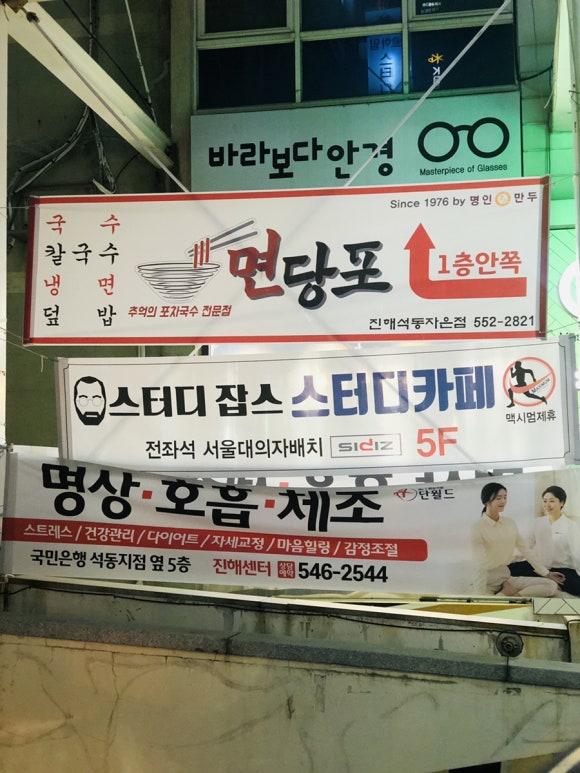 바라보다안경
Masterpiece of Glasses
Since 1976 by 명인 만두
국수
칼국수
냉면
덮밥
추억의 포차국수 전문점
면당포
1층안쪽
진해석동자은점 552-2821
스터디 잡스 스터디카페
맥시멈제휴
전좌석 서울대의자배치 SIDIZ 5F
명상·호흡·체조
단월드
스트레스 / 건강관리 / 다이어트 / 자세교정 / 마음힐링 / 감정조절
국민은행 석동지점 옆 5층 진해센터 상담예약 546-2544